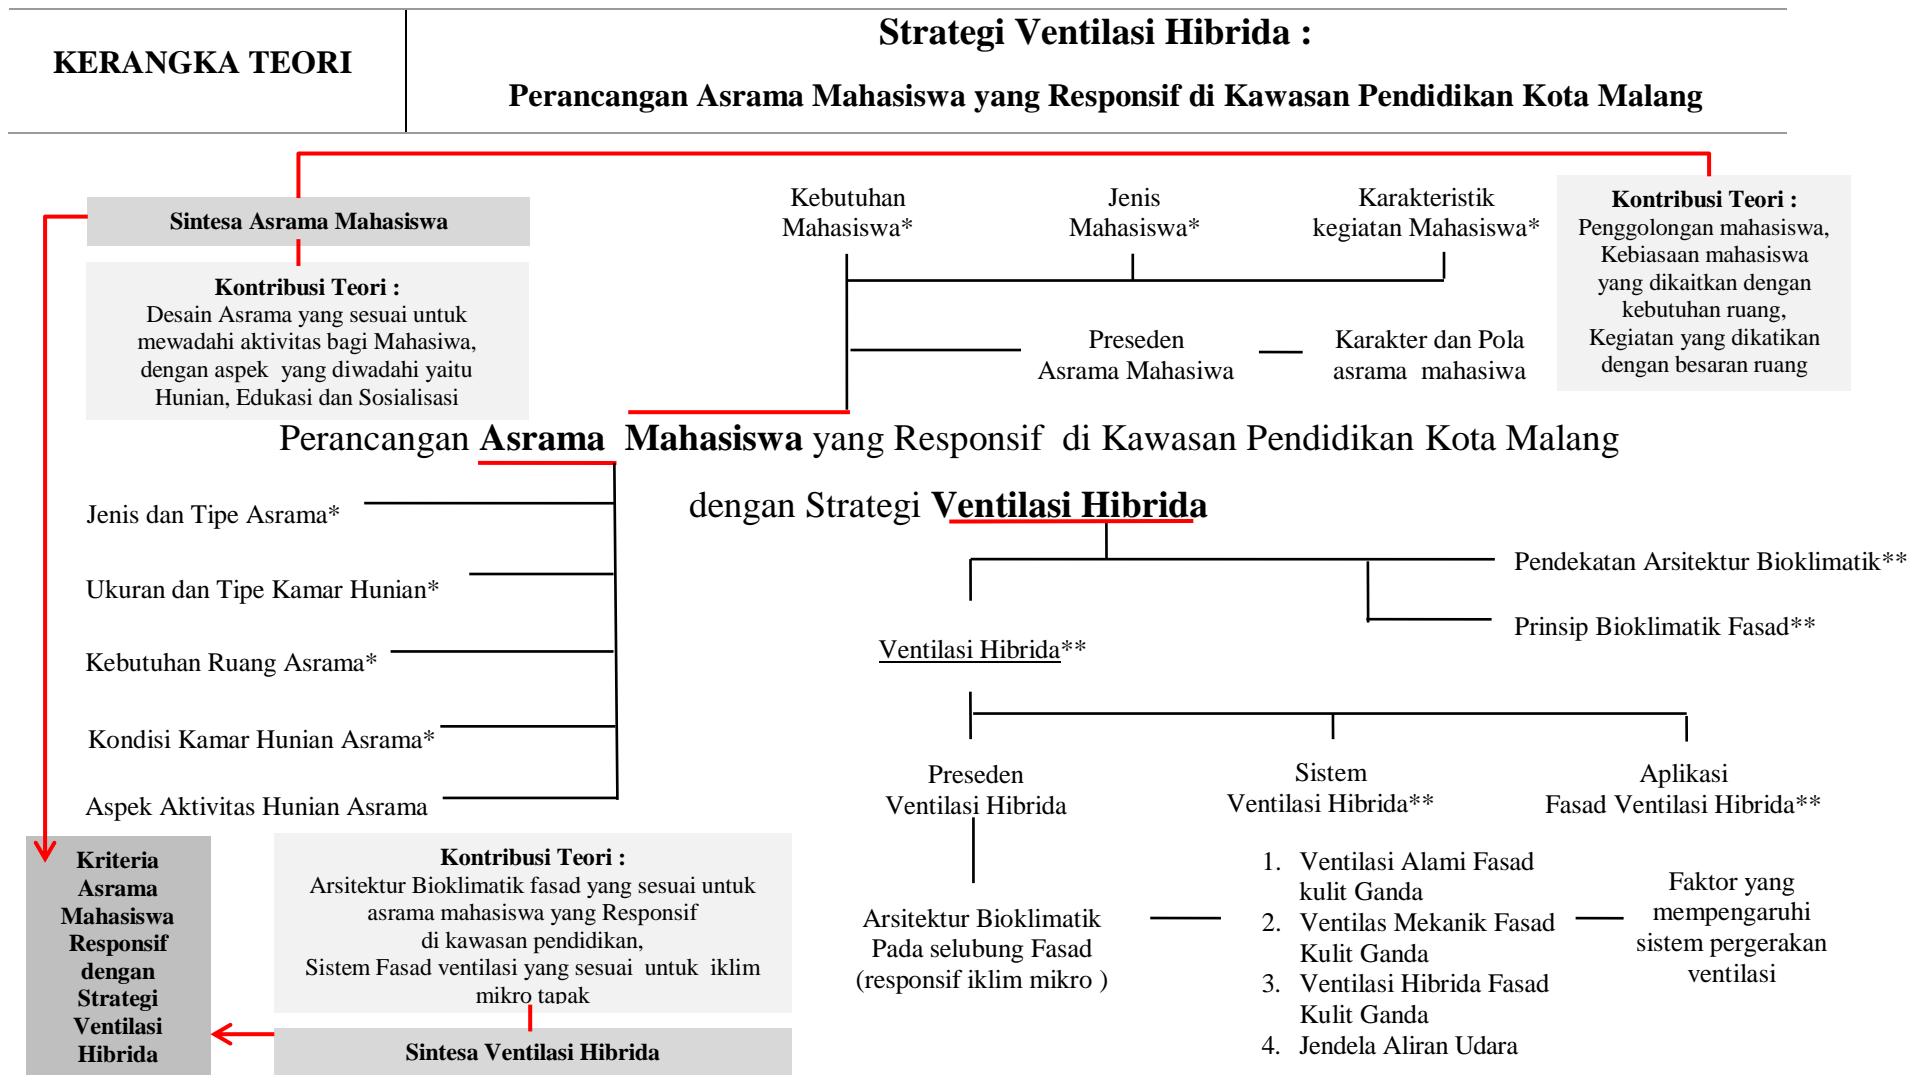 KERANGKA TEORI
Strategi Ventilasi Hibrida :
Perancangan Asrama Mahasiswa yang Responsif di Kawasan Pendidikan Kota Malang
Sintesa Asrama Mahasiswa
Kontribusi Teori :
Desain Asrama yang sesuai untuk
mewadahi aktivitas bagi Mahasiwa,
dengan aspek yang diwadahi yaitu
Hunian, Edukasi dan Sosialisasi
Kebutuhan
Mahasiswa*
Jenis
Mahasiswa*
Karakteristik
kegiatan Mahasiswa*
Kontribusi Teori :
Penggolongan mahasiswa,
Kebiasaan mahasiswa
yang dikaitkan dengan
kebutuhan ruang,
Kegiatan yang dikatikan
dengan besaran ruang
Preseden
Asrama Mahasiwa
Karakter dan Pola
asrama mahasiwa
Perancangan Asrama Mahasiswa yang Responsif di Kawasan Pendidikan Kota Malang
dengan Strategi Ventilasi Hibrida
Jenis dan Tipe Asrama*
Ukuran dan Tipe Kamar Hunian*
Kebutuhan Ruang Asrama*
Kondisi Kamar Hunian Asrama*
Aspek Aktivitas Hunian Asrama
Pendekatan Arsitektur Bioklimatik**
Prinsip Bioklimatik Fasad**
Ventilasi Hibrida**
Preseden
Ventilasi Hibrida
Sistem
Ventilasi Hibrida**
Aplikasi
Fasad Ventilasi Hibrida**
Arsitektur Bioklimatik
Pada selubung Fasad
(responsif iklim mikro )
1. Ventilasi Alami Fasad
kulit Ganda
2. Ventilas Mekanik Fasad
Kulit Ganda
3. Ventilasi Hibrida Fasad
Kulit Ganda
4. Jendela Aliran Udara
Faktor yang
mempengaruhi
sistem pergerakan
ventilasi
Kriteria
Asrama
Mahasiswa
Responsif
dengan
Strategi
Ventilasi
Hibrida
Kontribusi Teori :
Arsitektur Bioklimatik fasad yang sesuai untuk
asrama mahasiswa yang Responsif
di kawasan pendidikan,
Sistem Fasad ventilasi yang sesuai untuk iklim
mikro tapak
Sintesa Ventilasi Hibrida